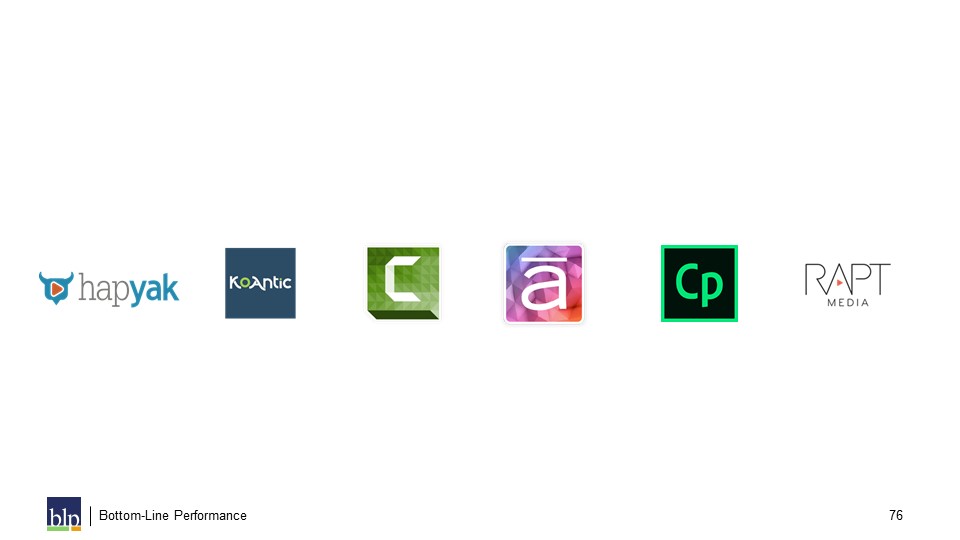 hapyak
KoAntic
C
ā
Cp
RAPT
MEDIA
blp
Bottom-Line Performance
76